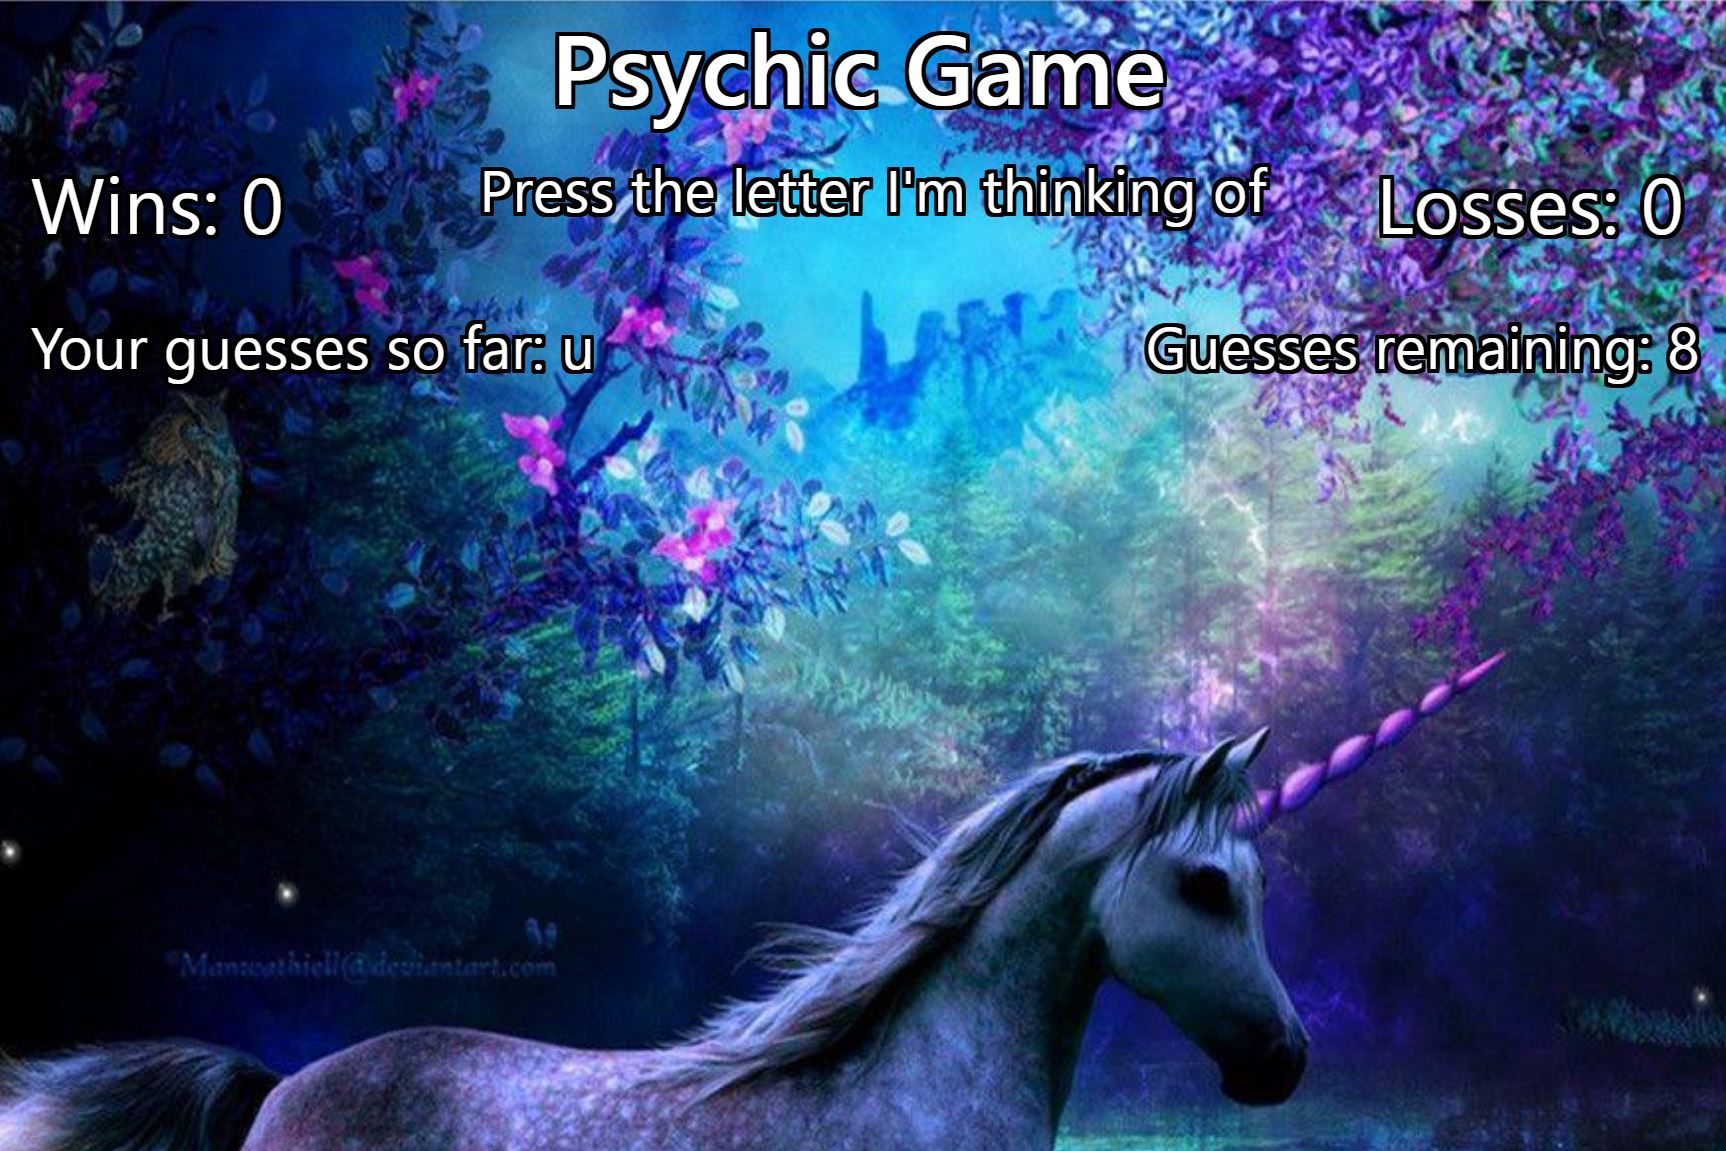 Psychic Game
Wins: 0
Press the letter I'm thinking of
Losses: 0
Your guesses so far: u
Guesses remaining: 8
©Manwathiell@deviantart.com